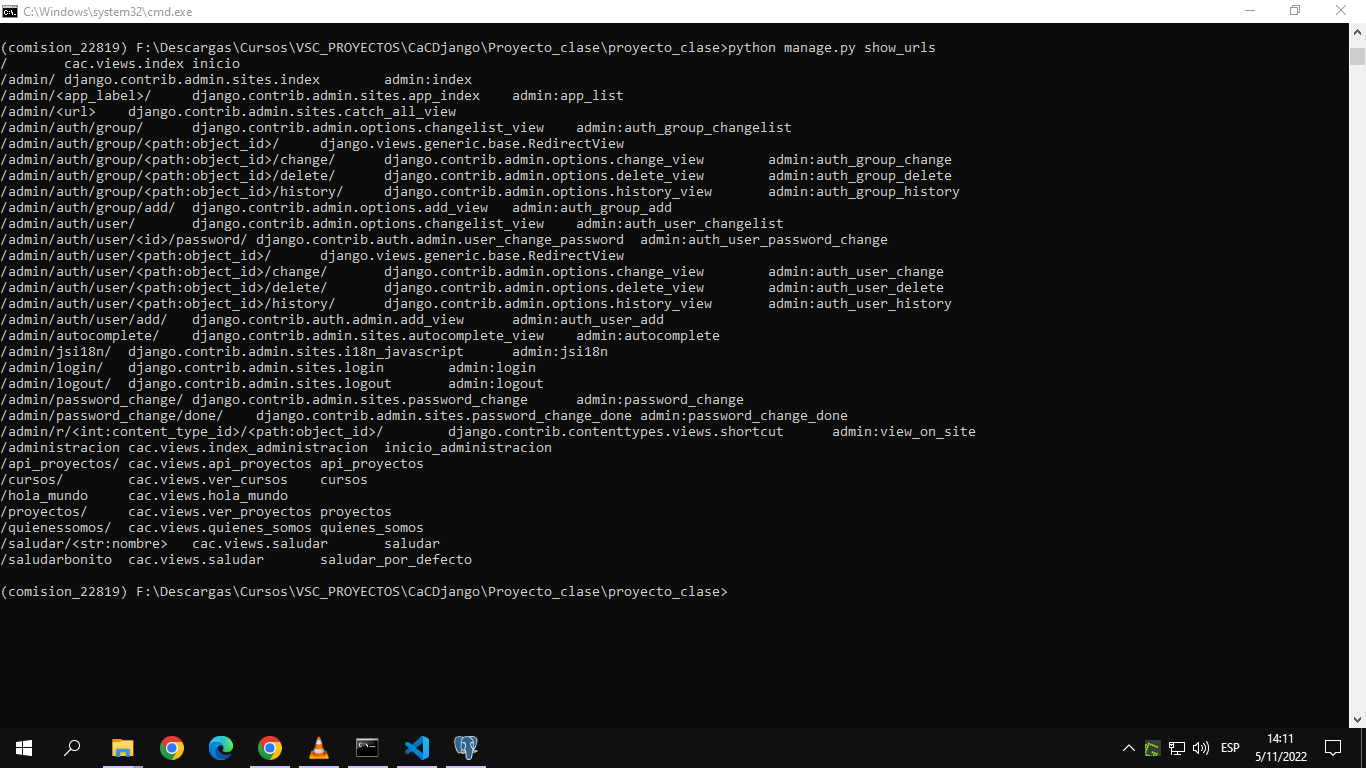 C:\Windows\system32\cmd.exe
(comision_22819) F:\Descargas\Cursos\VSC_PROYECTOS\CaCDjango\Proyecto_clase\proyecto_clase>python manage.py show_urls
/ cac.views.index inicio
/admin/ django.contrib.admin.sites.index admin:index
/admin/<app_label>/ django.contrib.admin.sites.app_index admin:app_list
/admin/<url> django.contrib.admin.sites.catch_all_view
/admin/auth/group/ django.contrib.admin.options.changelist_view admin:auth_group_changelist
/admin/auth/group/<path:object_id>/ django.views.generic.base.RedirectView
/admin/auth/group/<path:object_id>/change/ django.contrib.admin.options.change_view admin:auth_group_change
/admin/auth/group/<path:object_id>/delete/ django.contrib.admin.options.delete_view admin:auth_group_delete
/admin/auth/group/<path:object_id>/history/ django.contrib.admin.options.history_view admin:auth_group_history
/admin/auth/group/add/ django.contrib.admin.options.add_view admin:auth_group_add
/admin/auth/user/ django.contrib.admin.options.changelist_view admin:auth_user_changelist
/admin/auth/user/<id>/password/ django.contrib.auth.admin.user_change_password admin:auth_user_password_change
/admin/auth/user/<path:object_id>/ django.views.generic.base.RedirectView
/admin/auth/user/<path:object_id>/change/ django.contrib.admin.options.change_view admin:auth_user_change
/admin/auth/user/<path:object_id>/delete/ django.contrib.admin.options.delete_view admin:auth_user_delete
/admin/auth/user/<path:object_id>/history/ django.contrib.admin.options.history_view admin:auth_user_history
/admin/auth/user/add/ django.contrib.auth.admin.add_view admin:auth_user_add
/admin/autocomplete/ django.contrib.admin.sites.autocomplete_view admin:autocomplete
/admin/jsi18n/ django.contrib.admin.sites.i18n_javascript admin:jsi18n
/admin/login/ django.contrib.admin.sites.login admin:login
/admin/logout/ django.contrib.admin.sites.logout admin:logout
/admin/password_change/ django.contrib.admin.sites.password_change admin:password_change
/admin/password_change/done/ django.contrib.admin.sites.password_change_done admin:password_change_done
/admin/r/<int:content_type_id>/<path:object_id>/ django.contrib.contenttypes.views.shortcut admin:view_on_site
/administracion cac.views.index_administracion inicio_administracion
/api_proyectos/ cac.views.api_proyectos api_proyectos
/cursos/ cac.views.ver_cursos cursos
/hola_mundo cac.views.hola_mundo
/proyectos/ cac.views.ver_proyectos proyectos
/quienessomos/ cac.views.quienes_somos quienes_somos
/saludar/<str:nombre> cac.views.saludar saludar
/saludarbonito cac.views.saludar saludar_por_defecto
(comision_22819) F:\Descargas\Cursos\VSC_PROYECTOS\CaCDjango\Proyecto_clase\proyecto_clase>
ESP
14:11
5/11/2022